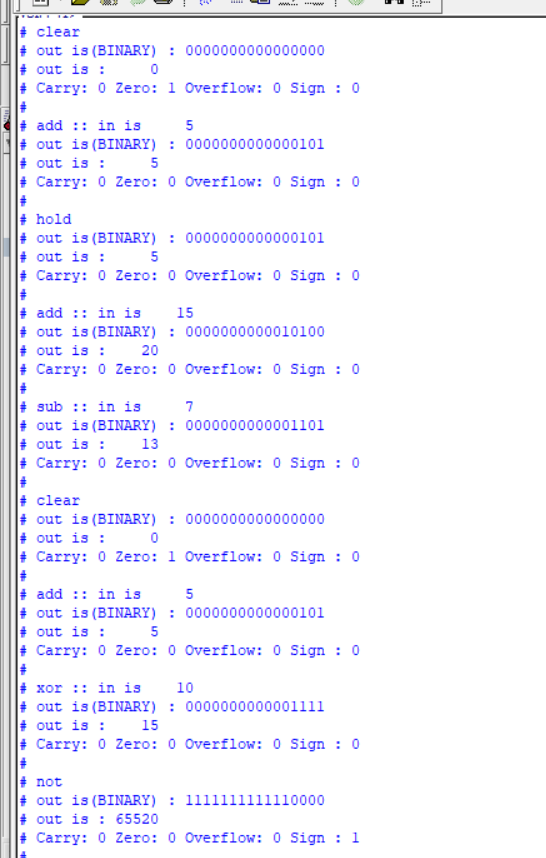 # clear
# out is(BINARY) : 0000000000000000
# out is :     0
# Carry: 0 Zero: 1 Overflow: 0 Sign : 0
#
# add :: in is     5
# out is(BINARY) : 0000000000000101
# out is :     5
# Carry: 0 Zero: 0 Overflow: 0 Sign : 0
#
# hold
# out is(BINARY) : 0000000000000101
# out is :     5
# Carry: 0 Zero: 0 Overflow: 0 Sign : 0
#
# add :: in is    15
# out is(BINARY) : 0000000000010100
# out is :    20
# Carry: 0 Zero: 0 Overflow: 0 Sign : 0
#
# sub :: in is     7
# out is(BINARY) : 0000000000001101
# out is :    13
# Carry: 0 Zero: 0 Overflow: 0 Sign : 0
#
# clear
# out is(BINARY) : 0000000000000000
# out is :     0
# Carry: 0 Zero: 1 Overflow: 0 Sign : 0
#
# add :: in is     5
# out is(BINARY) : 0000000000000101
# out is :     5
# Carry: 0 Zero: 0 Overflow: 0 Sign : 0
#
# xor :: in is    10
# out is(BINARY) : 0000000000001111
# out is :    15
# Carry: 0 Zero: 0 Overflow: 0 Sign : 0
#
# not
# out is(BINARY) : 1111111111110000
# out is : 65520
# Carry: 0 Zero: 0 Overflow: 0 Sign : 1
#